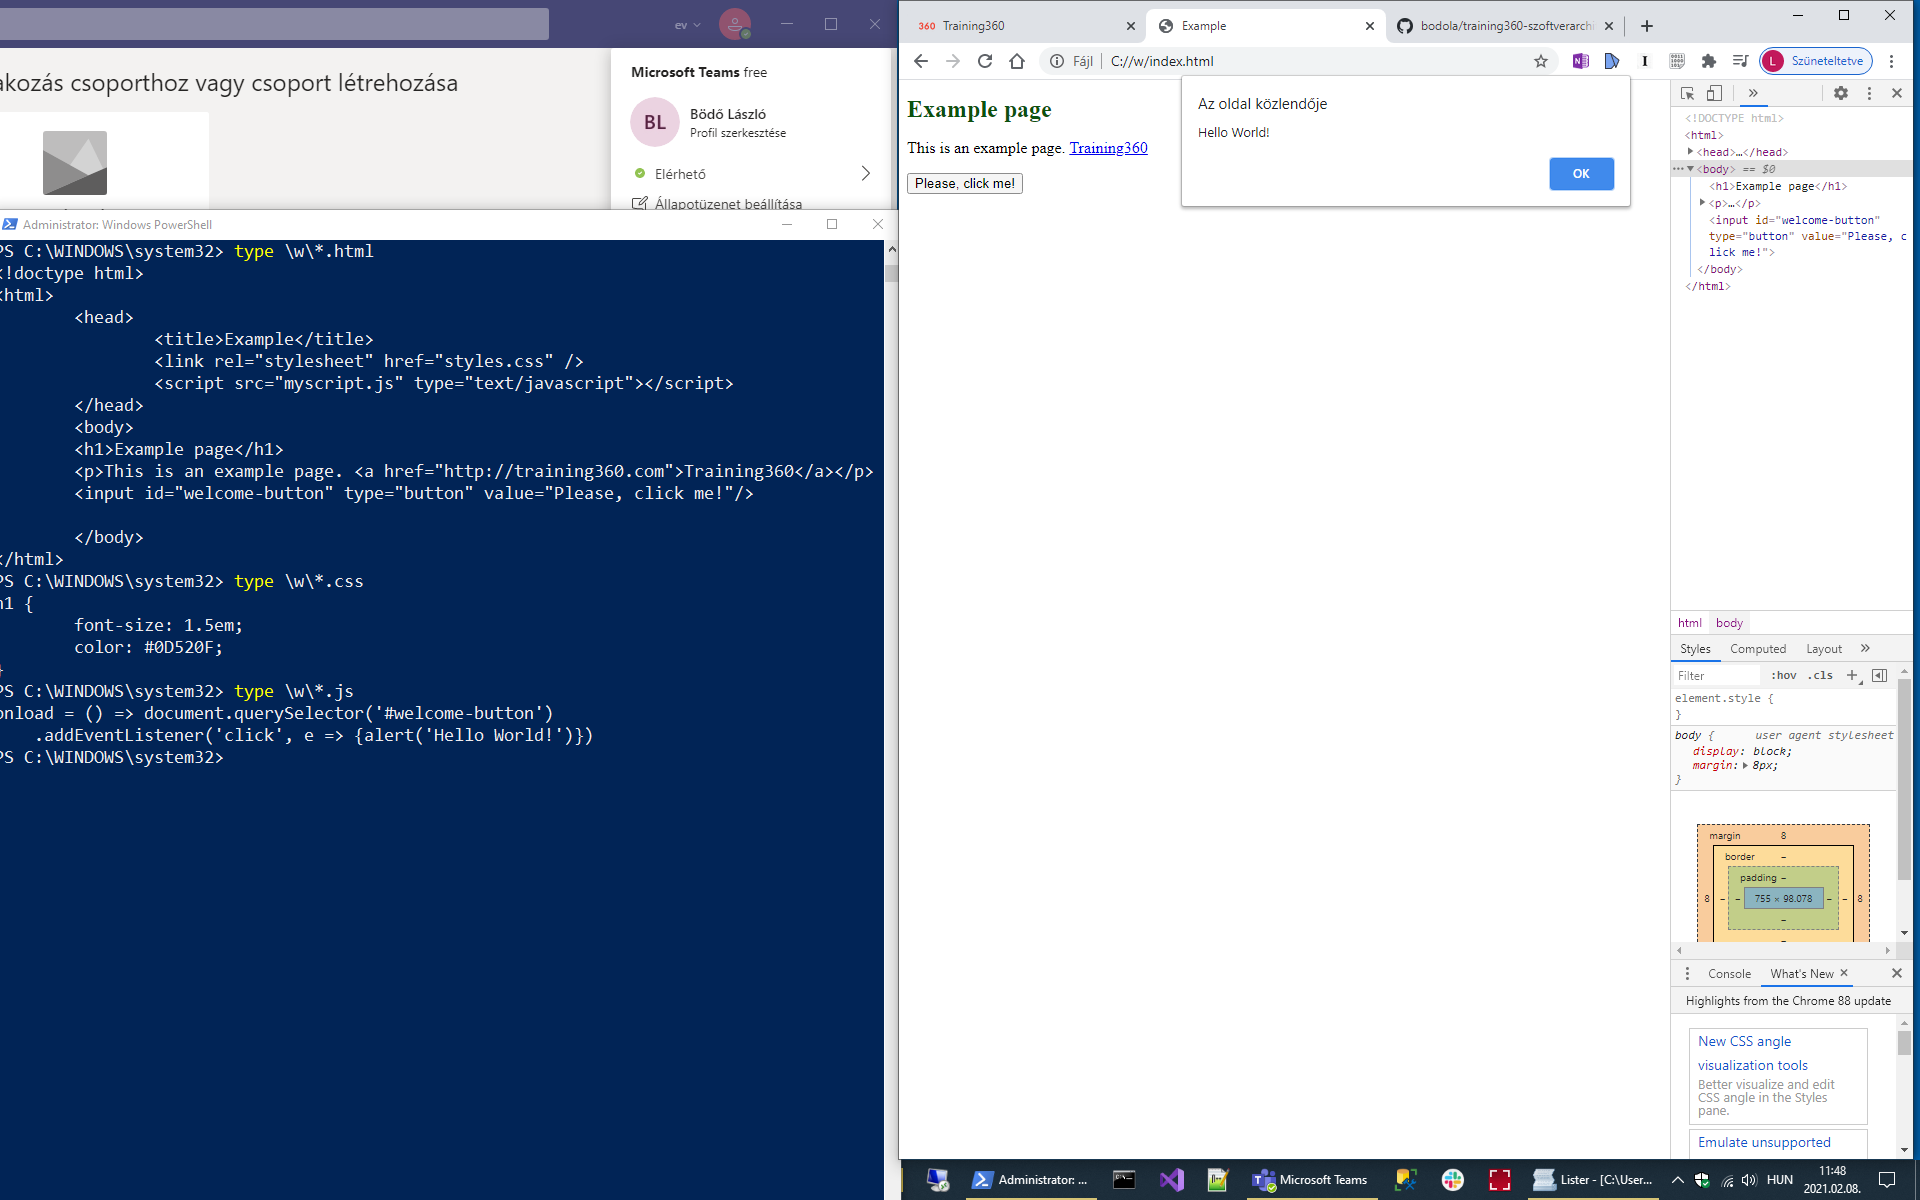 ev
akozás csoporthoz vagy csoport létrehozása
Microsoft Teams free
BL
Bödő László
Profil szerkesztése
Elérhető
Állapotüzenet beállítása
Administrator: Windows PowerShell
PS C:\WINDOWS\system32> type \w\*.html
<!doctype html>
<html>
<head>
<title>Example</title>
<link rel="stylesheet" href="styles.css" />
<script src="myscript.js" type="text/javascript"></script>
</head>
<body>
<h1>Example page</h1>
<p>This is an example page. <a href="http://training360.com">Training360</a></p>
<input id="welcome-button" type="button" value="Please, click me!"/>
</body>
</html>
PS C:\WINDOWS\system32> type \w\*.css
h1 {
font-size: 1.5em;
color: #0D520F;
}
PS C:\WINDOWS\system32> type \w\*.js
onload = () => document.querySelector('#welcome-button')
.addEventListener('click', e => {alert('Hello World!')})
PS C:\WINDOWS\system32>
360 Training360
Example
bodola/training360-szoftverarchi
Fájl
C://w/index.html
L Szüneteltetve
Example page
This is an example page. Training360
Please, click me!
Az oldal közlendője
Hello World!
OK
<!DOCTYPE html>
<html>
<head>…</head>
<body> == $0
<h1>Example page</h1>
<p>…</p>
<input id="welcome-button"
type="button" value="Please, c
lick me!">
</body>
</html>
html body
Styles Computed Layout
Filter :hov .cls
element.style {
}
body { user agent stylesheet
display: block;
margin: 8px;
}
margin 8
border –
padding –
8 – – 755 × 98.078 – – 8
–
–
Console What's New
Highlights from the Chrome 88 update
New CSS angle
visualization tools
Better visualize and edit
CSS angle in the Styles
pane.
Emulate unsupported
Administrator: ...
Microsoft Teams
Lister - [C:\User...
HUN
11:48
2021.02.08.